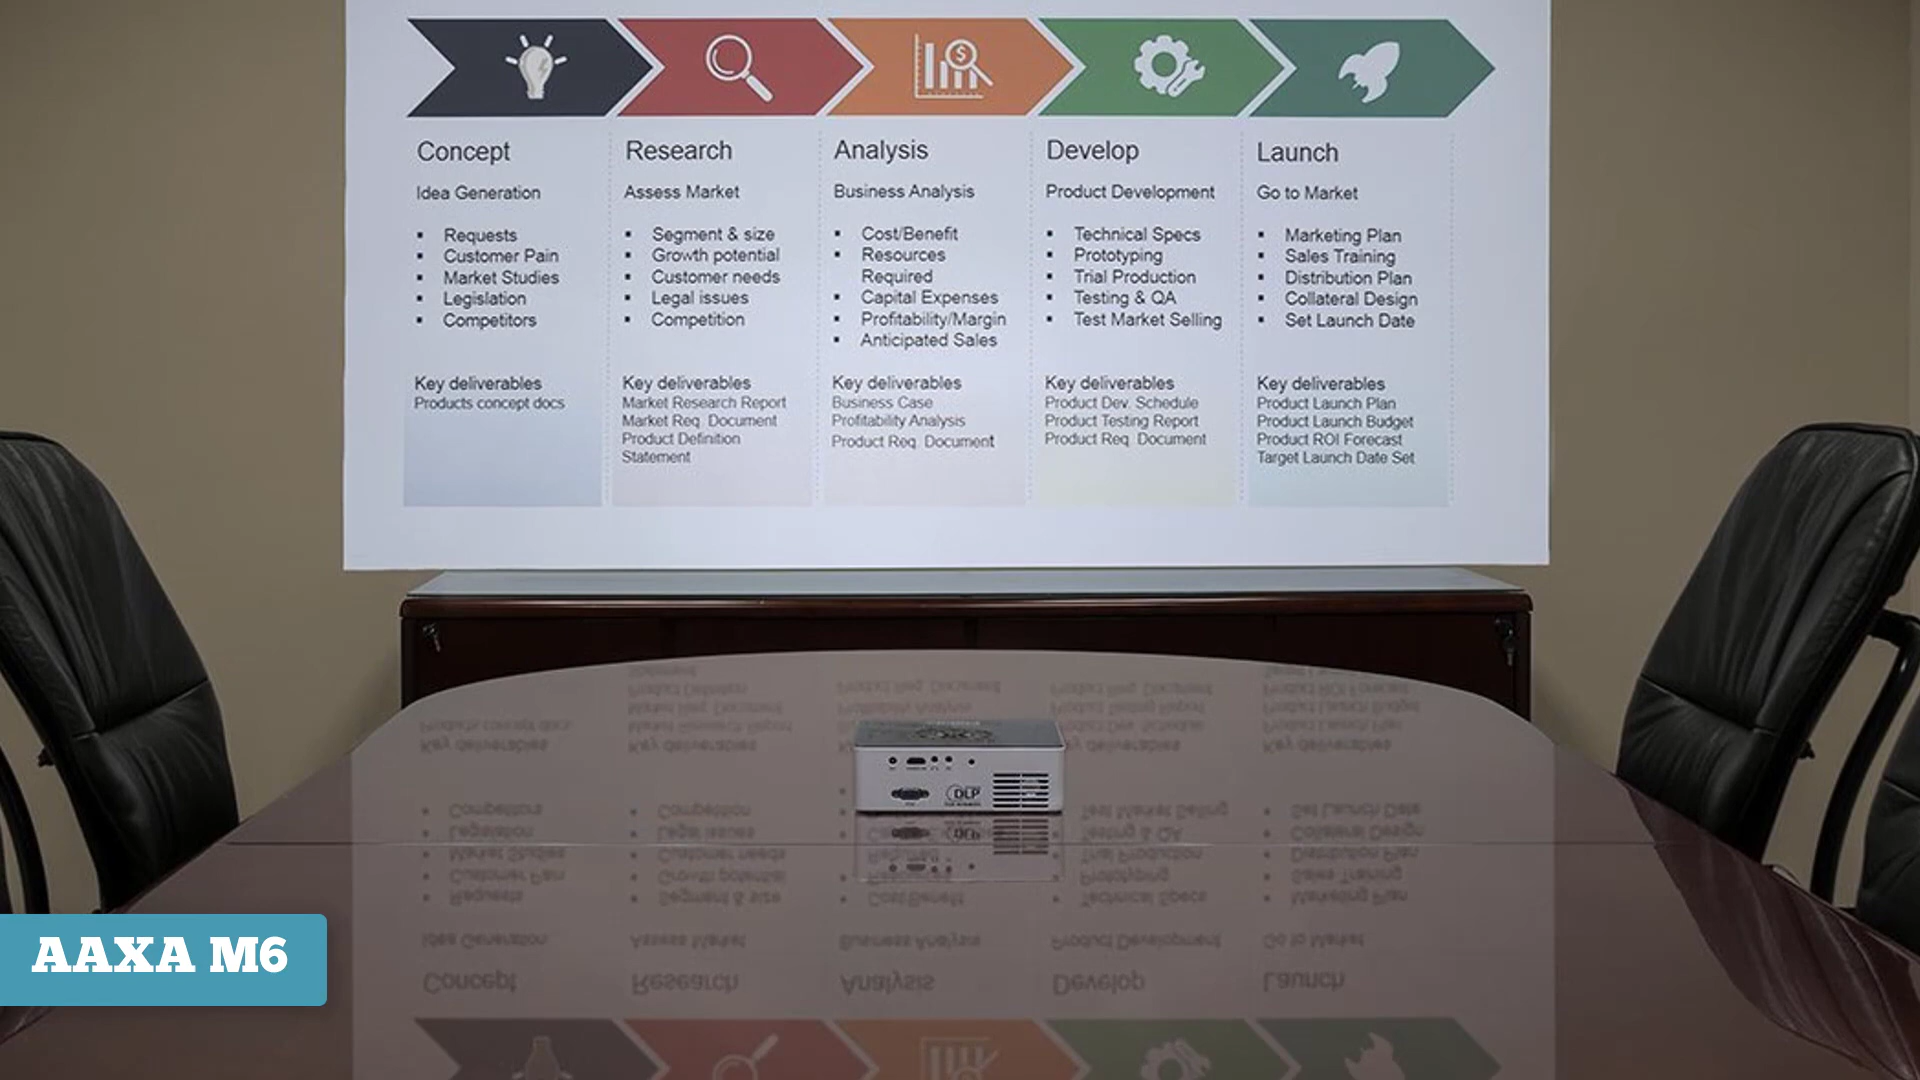 Concept
Idea Generation
▪ Requests
▪ Customer Pain
▪ Market Studies
▪ Legislation
▪ Competitors
Key deliverables
Products concept docs
Research
Assess Market
▪ Segment & size
▪ Growth potential
▪ Customer needs
▪ Legal issues
▪ Competition
Key deliverables
Market Research Report
Market Req. Document
Product Definition
Statement
Analysis
Business Analysis
▪ Cost/Benefit
▪ Resources
Required
▪ Capital Expenses
▪ Profitability/Margin
▪ Anticipated Sales
Key deliverables
Business Case
Profitability Analysis
Product Req. Document
Develop
Product Development
▪ Technical Specs
▪ Prototyping
▪ Trial Production
▪ Testing & QA
▪ Test Market Selling
Key deliverables
Product Dev. Schedule
Product Testing Report
Product Req. Document
Launch
Go to Market
▪ Marketing Plan
▪ Sales Training
▪ Distribution Plan
▪ Collateral Design
▪ Set Launch Date
Key deliverables
Product Launch Plan
Product Launch Budget
Product ROI Forecast
Target Launch Date Set
DLP
AAXA M6